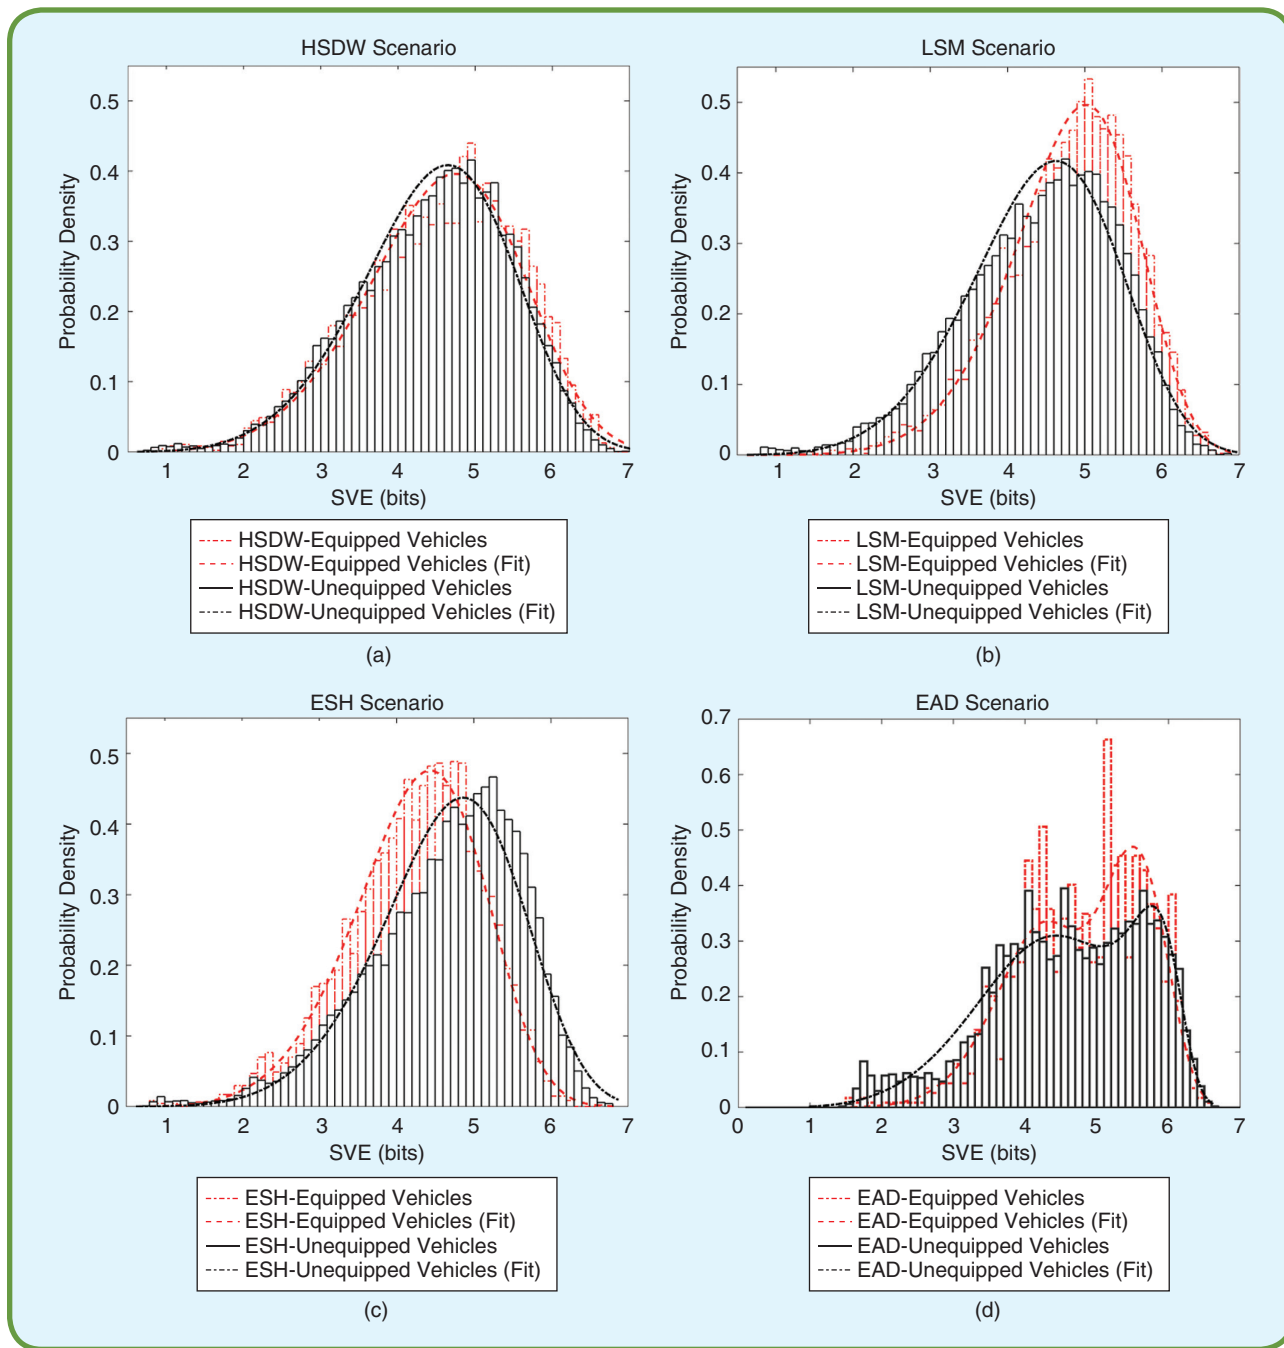 HSDW Scenario
Probability Density
0.5
0.4
0.3
0.2
0.1
0
1 2 3 4 5 6 7
SVE (bits)
HSDW-Equipped Vehicles
HSDW-Equipped Vehicles (Fit)
HSDW-Unequipped Vehicles
HSDW-Unequipped Vehicles (Fit)
(a)
LSM Scenario
Probability Density
0.5
0.4
0.3
0.2
0.1
0
1 2 3 4 5 6 7
SVE (bits)
LSM-Equipped Vehicles
LSM-Equipped Vehicles (Fit)
LSM-Unequipped Vehicles
LSM-Unequipped Vehicles (Fit)
(b)
ESH Scenario
Probability Density
0.5
0.4
0.3
0.2
0.1
0
1 2 3 4 5 6 7
SVE (bits)
ESH-Equipped Vehicles
ESH-Equipped Vehicles (Fit)
ESH-Unequipped Vehicles
ESH-Unequipped Vehicles (Fit)
(c)
EAD Scenario
Probability Density
0.7
0.6
0.5
0.4
0.3
0.2
0.1
0
0 1 2 3 4 5 6 7
SVE (bits)
EAD-Equipped Vehicles
EAD-Equipped Vehicles (Fit)
EAD-Unequipped Vehicles
EAD-Unequipped Vehicles (Fit)
(d)